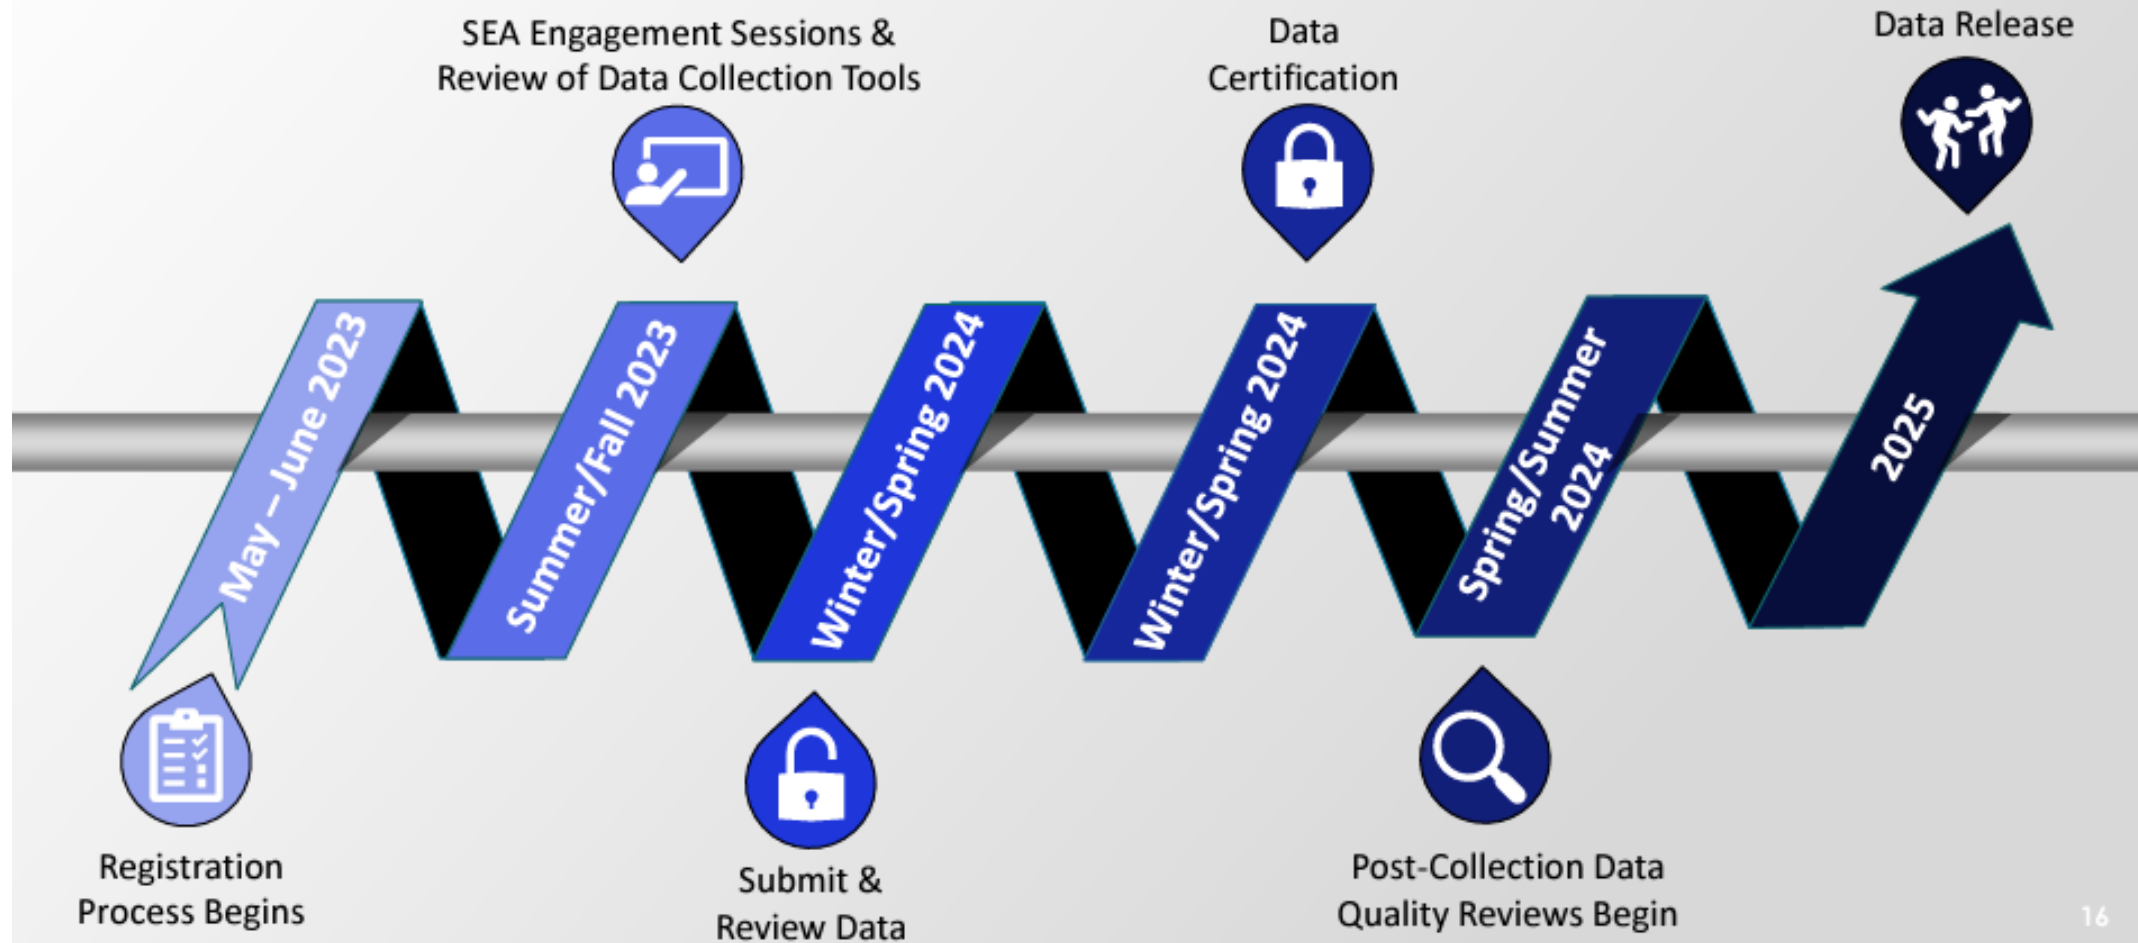 SEA Engagement Sessions &
Review of Data Collection Tools
Data
Certification
Data Release
May – June 2023
Summer/Fall 2023
Winter/Spring 2024
Winter/Spring 2024
Spring/Summer
2024
2025
Registration
Process Begins
Submit &
Review Data
Post-Collection Data
Quality Reviews Begin
16